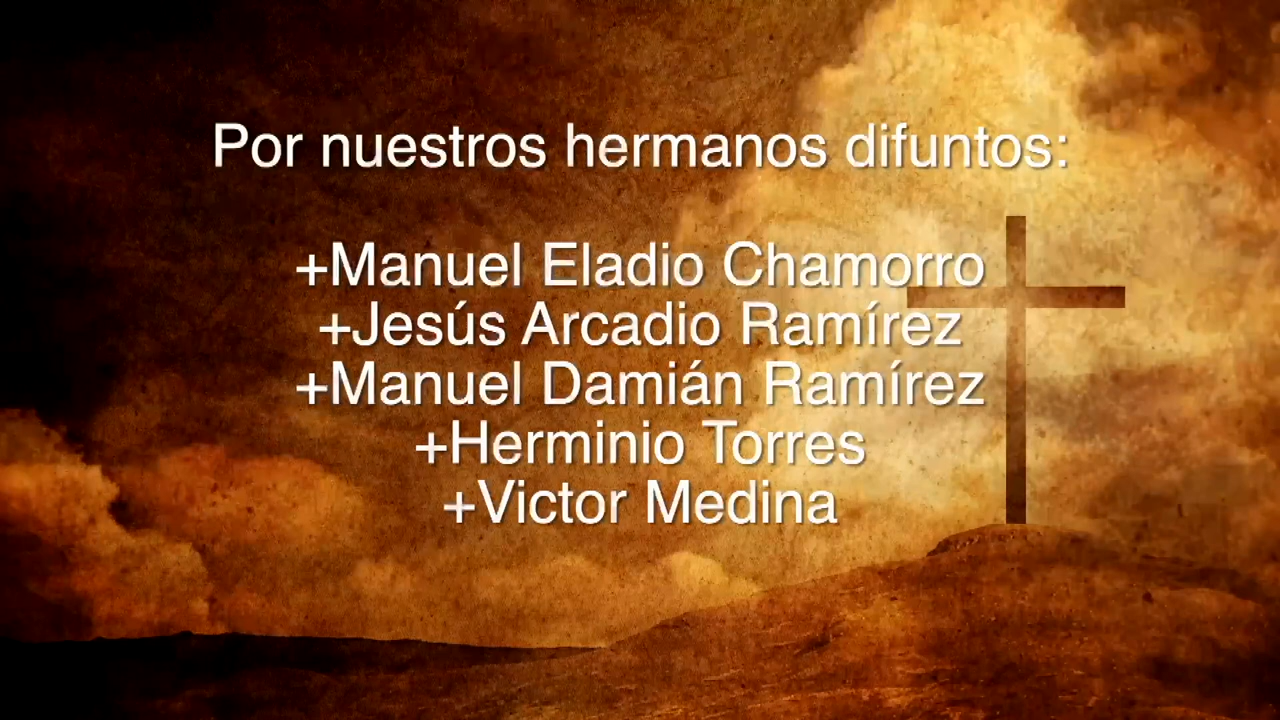 Por nuestros hermanos difuntos:
+Manuel Eladio Chamorro
+Jesús Arcadio Ramírez
+Manuel Damián Ramírez
+Herminio Torres
+Victor Medina